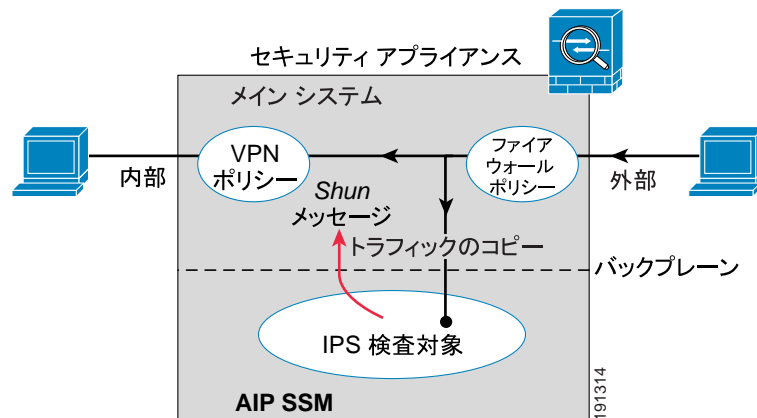 セキュリティ アプライアンス
メイン システム
VPN
ポリシー
ファイア
ウォール
ポリシー
内部
外部
Shun
メッセージ
トラフィックのコピー
バックプレーン
IPS 検査対象
AIP SSM
191314